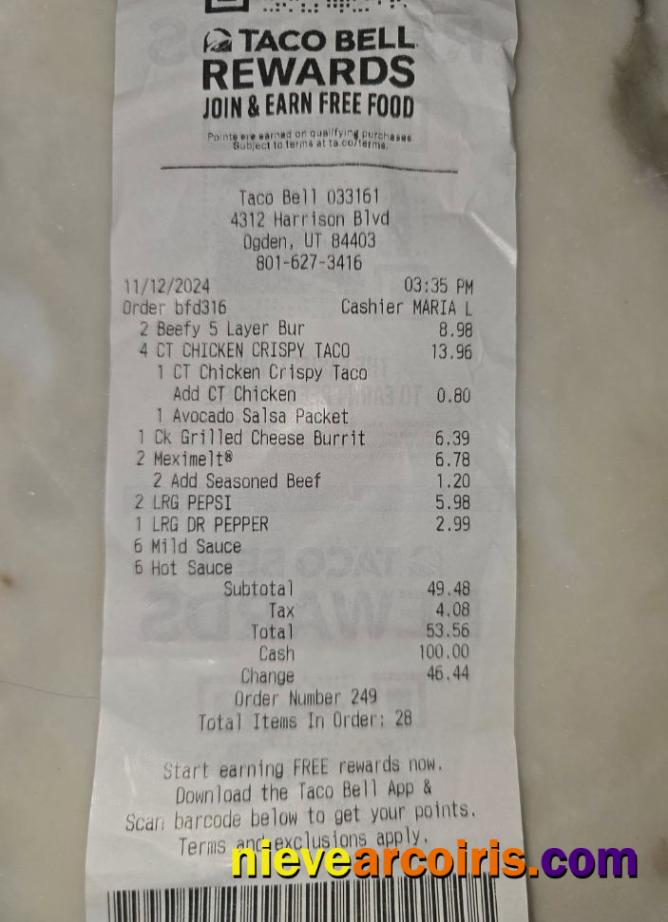 TACO BELL
REWARDS
JOIN & EARN FREE FOOD
Points are earned on qualifying purchases
Subject to terms at ta.co/terms.
Taco Bell 033161
4312 Harrison Blvd
Ogden, UT 84403
801-627-3416
11/12/2024 03:35 PM
Order bfd316 Cashier MARIA L
2 Beefy 5 Layer Bur 8.98
4 CT CHICKEN CRISPY TACO 13.96
1 CT Chicken Crispy Taco
Add CT Chicken 0.80
1 Avocado Salsa Packet
1 Ck Grilled Cheese Burrit 6.39
2 Meximelt® 6.78
2 Add Seasoned Beef 1.20
2 LRG PEPSI 5.98
1 LRG DR PEPPER 2.99
6 Mild Sauce
6 Hot Sauce
Subtotal 49.48
Tax 4.08
Total 53.56
Cash 100.00
Change 46.44
Order Number 249
Total Items In Order: 28
Start earning FREE rewards now.
Download the Taco Bell App &
Scan barcode below to get your points.
Terms and exclusions apply.
nievearcoiris.com